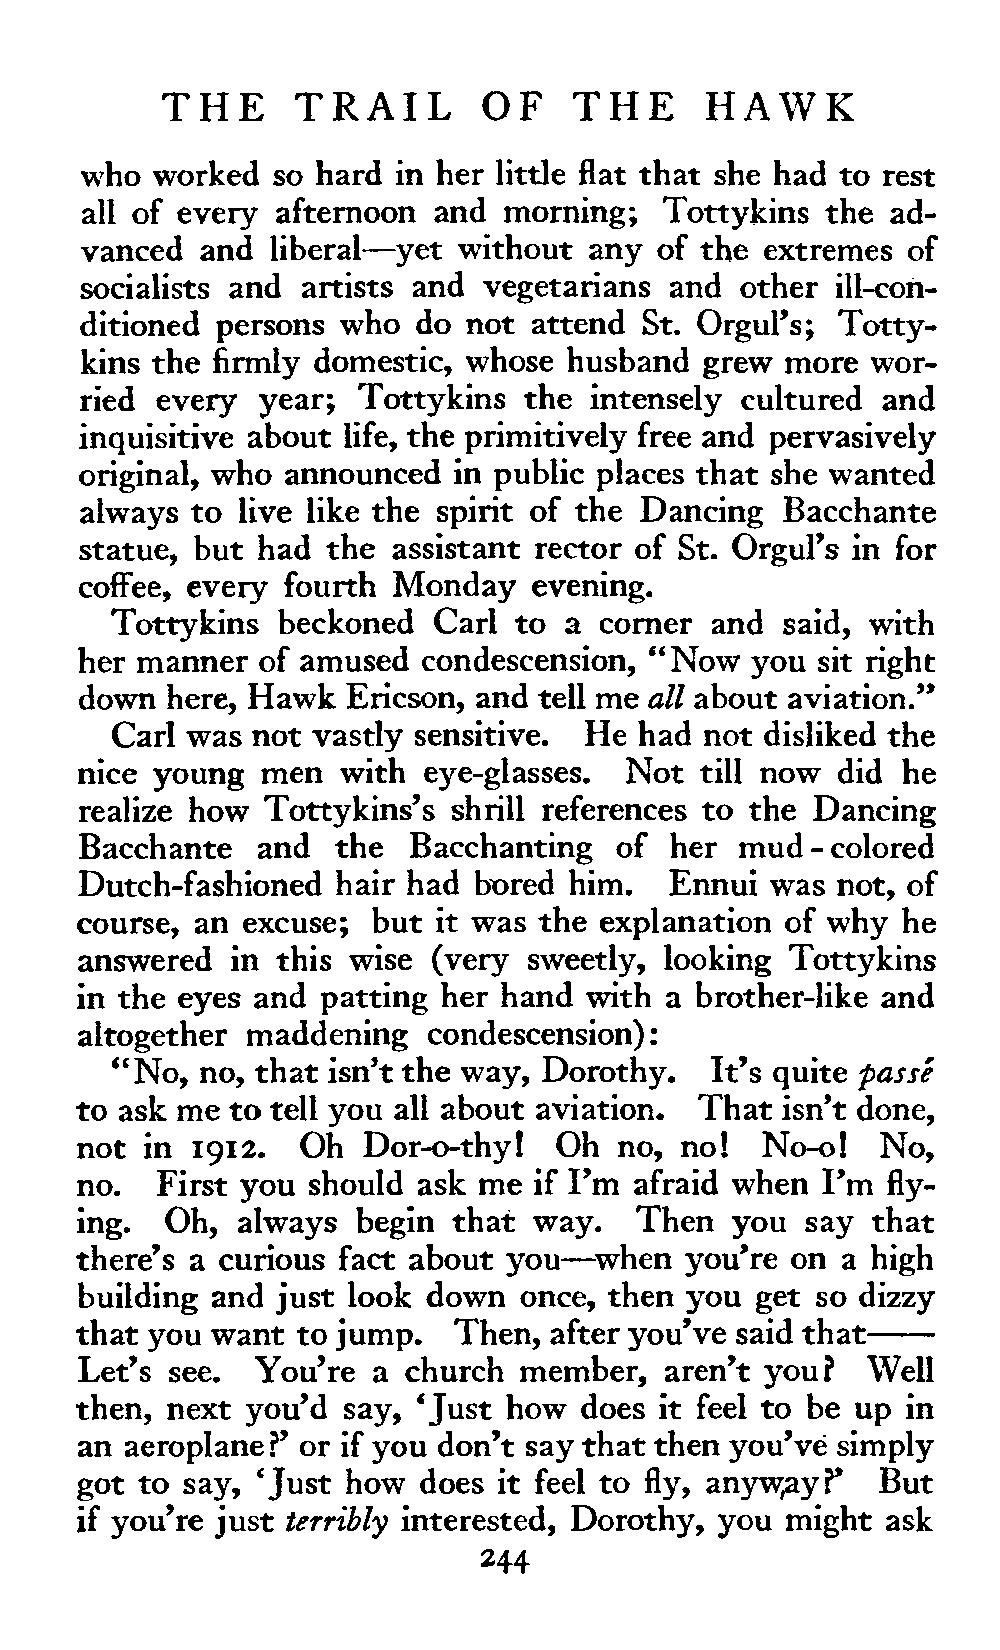 THE TRAIL OF THE HAWK
who worked so hard in her little flat that she had to rest
all of every afternoon and morning; Tottykins the ad-
vanced and liberal—yet without any of the extremes of
socialists and artists and vegetarians and other ill-con-
ditioned persons who do not attend St. Orgul's; Totty-
kins the firmly domestic, whose husband grew more wor-
ried every year; Tottykins the intensely cultured and
inquisitive about life, the primitively free and pervasively
original, who announced in public places that she wanted
always to live like the spirit of the Dancing Bacchante
statue, but had the assistant rector of St. Orgul's in for
coffee, every fourth Monday evening.
Tottykins beckoned Carl to a corner and said, with
her manner of amused condescension, "Now you sit right
down here, Hawk Ericson, and tell me all about aviation."
Carl was not vastly sensitive. He had not disliked the
nice young men with eye-glasses. Not till now did he
realize how Tottykins's shrill references to the Dancing
Bacchante and the Bacchanting of her mud-colored
Dutch-fashioned hair had bored him. Ennui was not, of
course, an excuse; but it was the explanation of why he
answered in this wise (very sweetly, looking Tottykins
in the eyes and patting her hand with a brother-like and
altogether maddening condescension):
"No, no, that isn't the way, Dorothy. It's quite passé
to ask me to tell you all about aviation. That isn't done,
not in 1912. Oh Dor-o-thy! Oh no, no! No-o! No,
no. First you should ask me if I'm afraid when I'm fly-
ing. Oh, always begin that way. Then you say that
there's a curious fact about you—when you're on a high
building and just look down once, then you get so dizzy
that you want to jump. Then, after you've said that——
Let's see. You're a church member, aren't you? Well
then, next you'd say, 'Just how does it feel to be up in
an aeroplane?' or if you don't say that then you've simply
got to say, 'Just how does it feel to fly, anyway?' But
if you're just terribly interested, Dorothy, you might ask
244